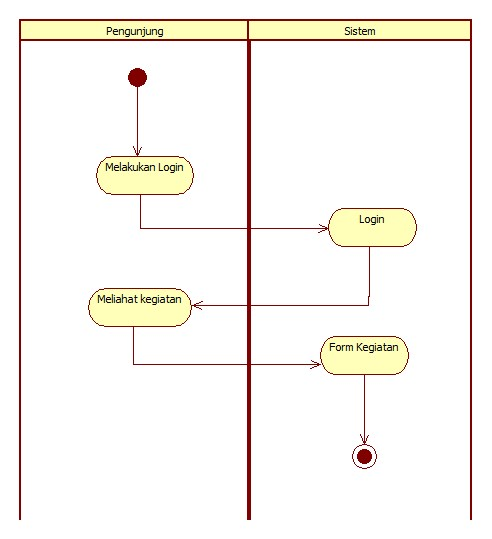 Pengunjung
Sistem
Melakukan Login
Login
Meliahat kegiatan
Form Kegiatan